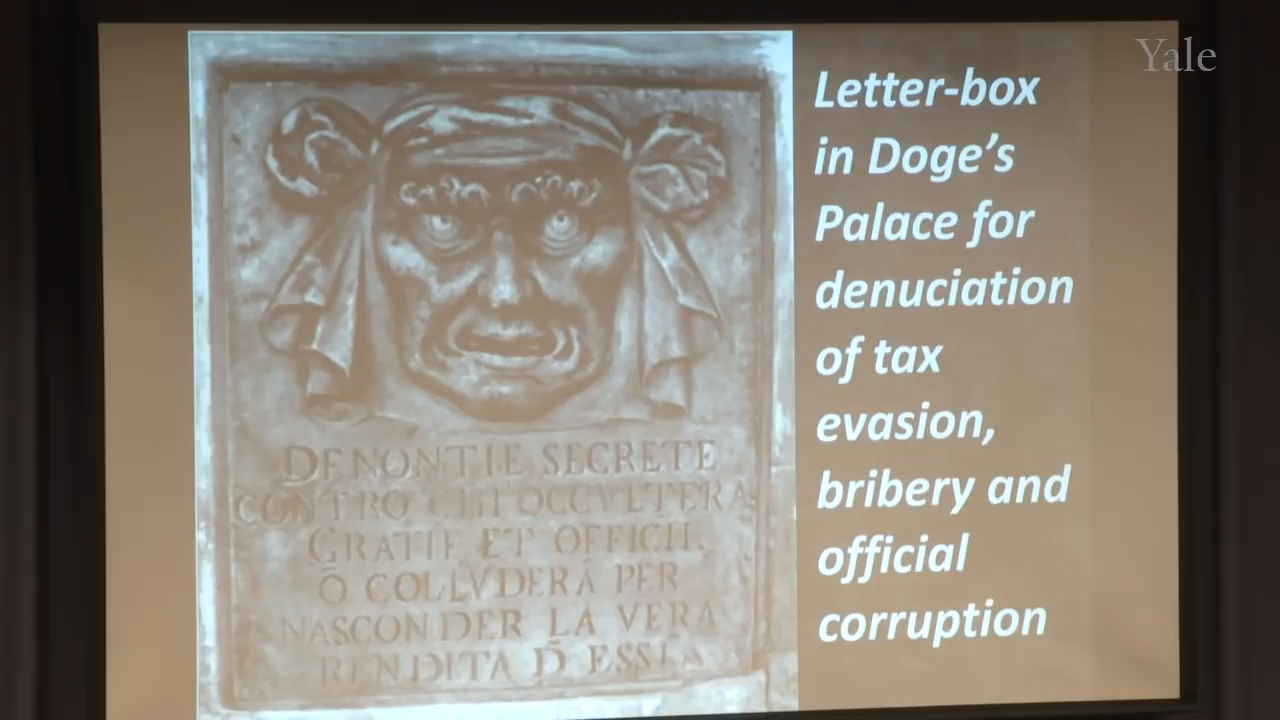 Yale
Letter-box
in Doge’s
Palace for
denuciation
of tax
evasion,
bribery and
official
corruption
DENONTIE SECRETE
CONTRO CHI OCCVLTERA
GRATIE ET OFFICII.
Ō COLLVDERA PER
NASCONDER LA VERA
RENDITA D̄ ESSI